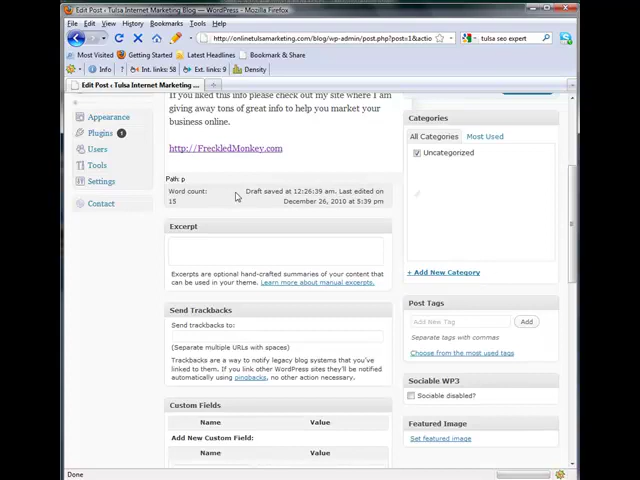 Edit Post ‹ Tulsa Internet Marketing Blog — WordPress - Mozilla Firefox
File Edit View History Bookmarks Tools Help
http://onlinetulsamarketing.com/blog/wp-admin/post.php?post=1&actio
tulsa seo expert
Most Visited Getting Started Latest Headlines Bookmark & Share
Info Int. links: 58 Ext. links: 9 Density
Edit Post ‹ Tulsa Internet Marketing ...
If you liked this info please check out my site where I am
giving away tons of great info to help you market your
business online.
http://FreckledMonkey.com
Path: p
Word count:
15
Draft saved at 12:26:39 am. Last edited on
December 26, 2010 at 5:39 pm
Appearance
Plugins 1
Users
Tools
Settings
Contact
Excerpt
Excerpts are optional hand-crafted summaries of your content
that can be used in your theme. Learn more about manual excerpts.
Send Trackbacks
Send trackbacks to:
(Separate multiple URLs with spaces)
Trackbacks are a way to notify legacy blog systems that you've
linked to them. If you link other WordPress sites they'll be notified
automatically using pingbacks, no other action necessary.
Custom Fields
Name Value
Add New Custom Field:
Name Value
Categories
All Categories Most Used
Uncategorized
+ Add New Category
Post Tags
Add New Tag Add
Separate tags with commas
Choose from the most used tags
Sociable WP3
Sociable disabled?
Featured Image
Set featured image
Done